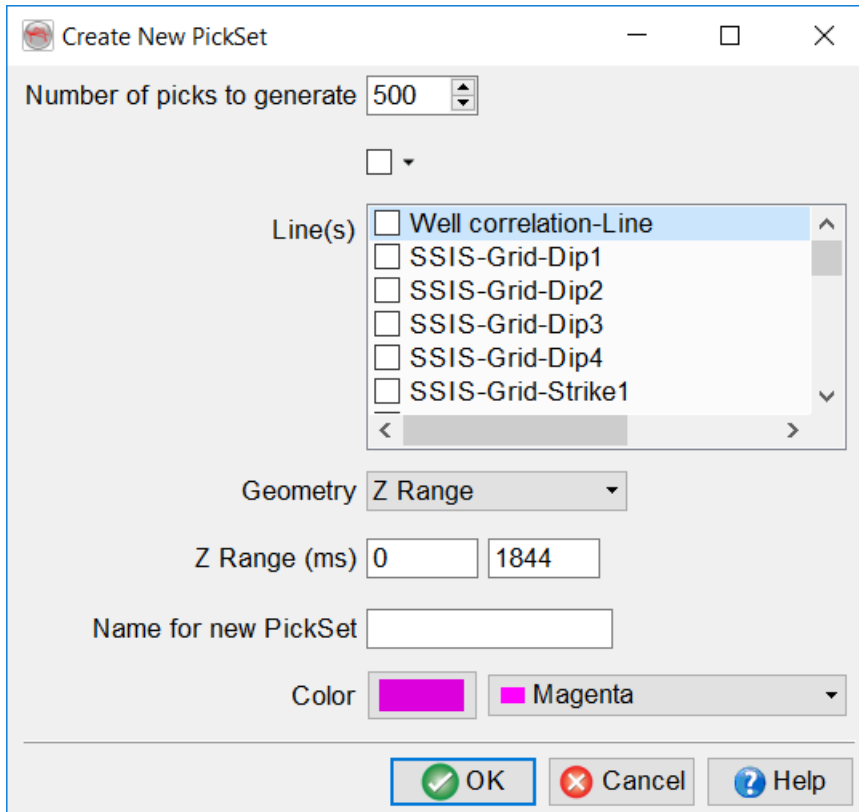 Create New PickSet
Number of picks to generate 500
Line(s)
Well correlation-Line
SSIS-Grid-Dip1
SSIS-Grid-Dip2
SSIS-Grid-Dip3
SSIS-Grid-Dip4
SSIS-Grid-Strike1
Geometry Z Range
Z Range (ms) 0 1844
Name for new PickSet
Color Magenta
OK Cancel Help